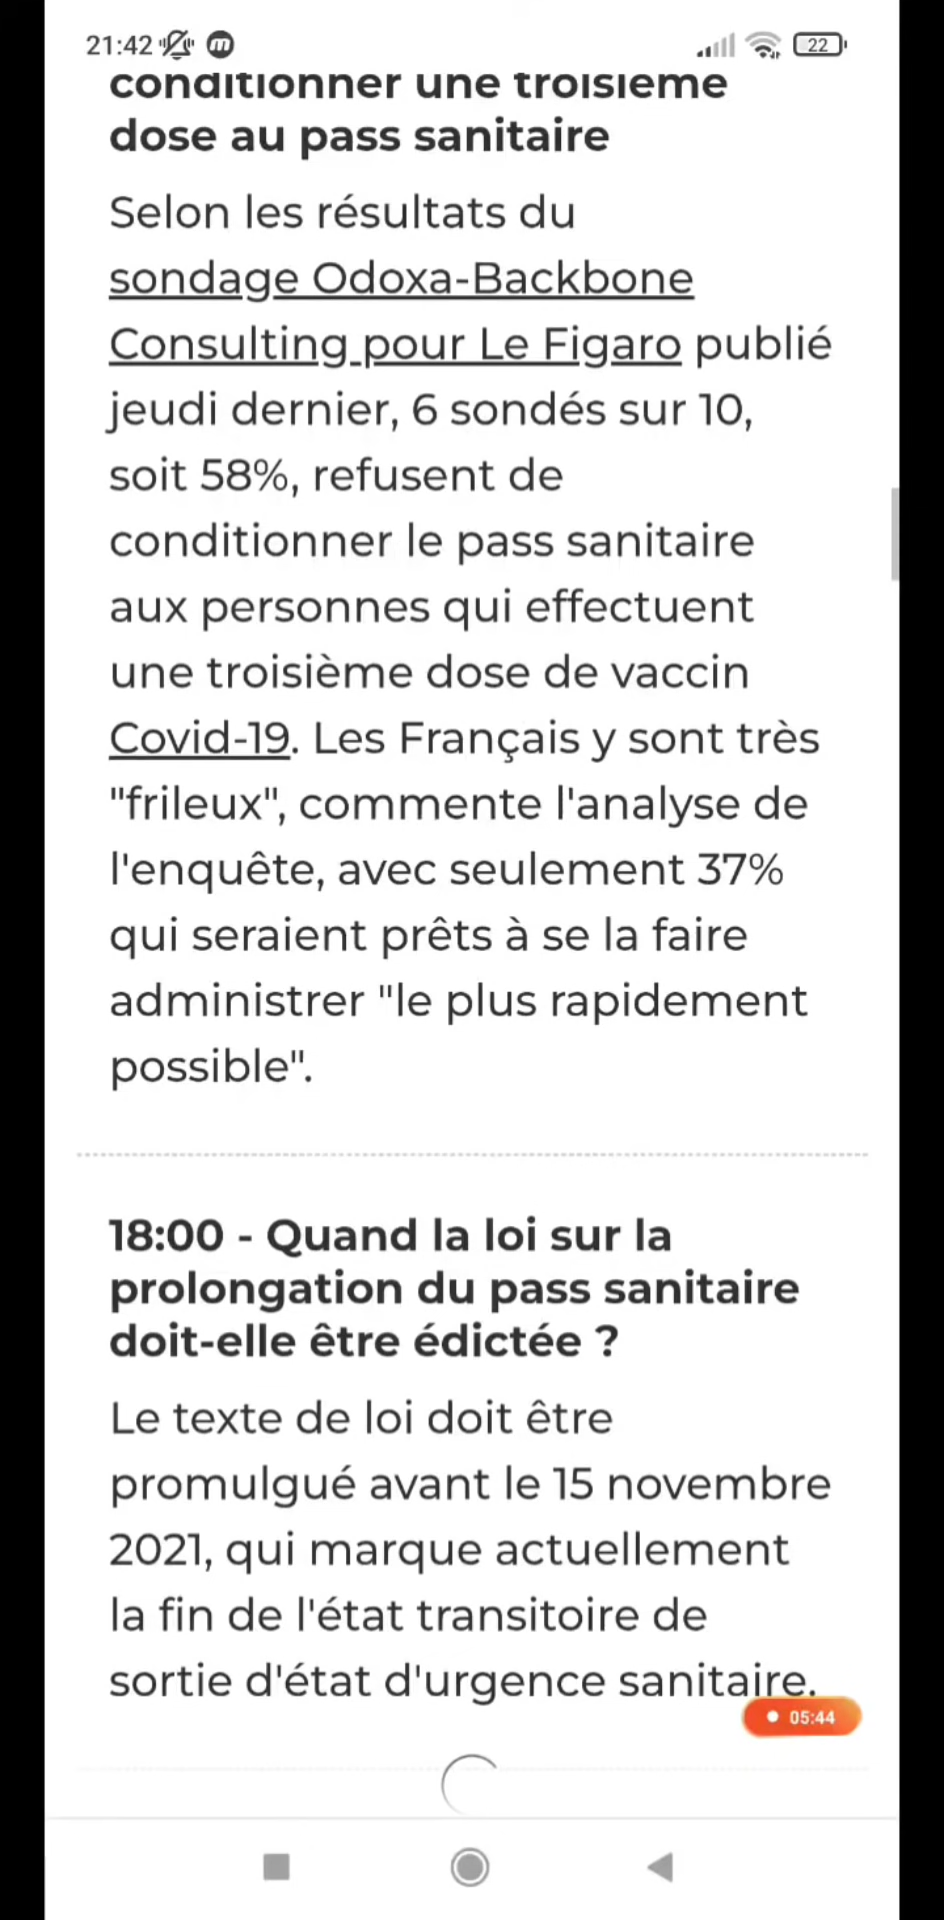 21:42
22
conditionner une troisième
dose au pass sanitaire
Selon les résultats du
sondage Odoxa-Backbone
Consulting pour Le Figaro publié
jeudi dernier, 6 sondés sur 10,
soit 58%, refusent de
conditionner le pass sanitaire
aux personnes qui effectuent
une troisième dose de vaccin
Covid-19. Les Français y sont très
"frileux", commente l'analyse de
l'enquête, avec seulement 37%
qui seraient prêts à se la faire
administrer "le plus rapidement
possible".
18:00 - Quand la loi sur la
prolongation du pass sanitaire
doit-elle être édictée ?
Le texte de loi doit être
promulgué avant le 15 novembre
2021, qui marque actuellement
la fin de l'état transitoire de
sortie d'état d'urgence sanitaire.
05:44